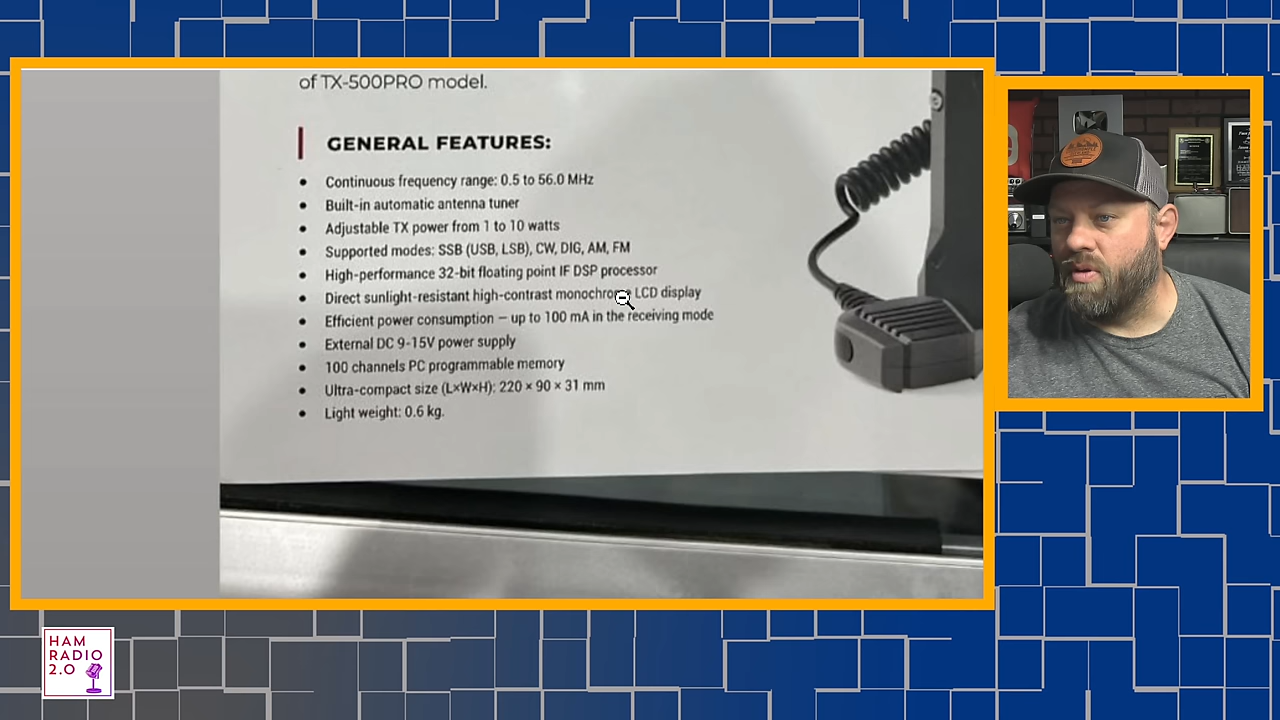 of TX-500PRO model.
GENERAL FEATURES:
• Continuous frequency range: 0.5 to 56.0 MHz
• Built-in automatic antenna tuner
• Adjustable TX power from 1 to 10 watts
• Supported modes: SSB (USB, LSB), CW, DIG, AM, FM
• High-performance 32-bit floating point IF DSP processor
• Direct sunlight-resistant high-contrast monochrome LCD display
• Efficient power consumption – up to 100 mA in the receiving mode
• External DC 9-15V power supply
• 100 channels PC programmable memory
• Ultra-compact size (L×W×H): 220 × 90 × 31 mm
• Light weight: 0.6 kg.
HAM
RADIO
2.0